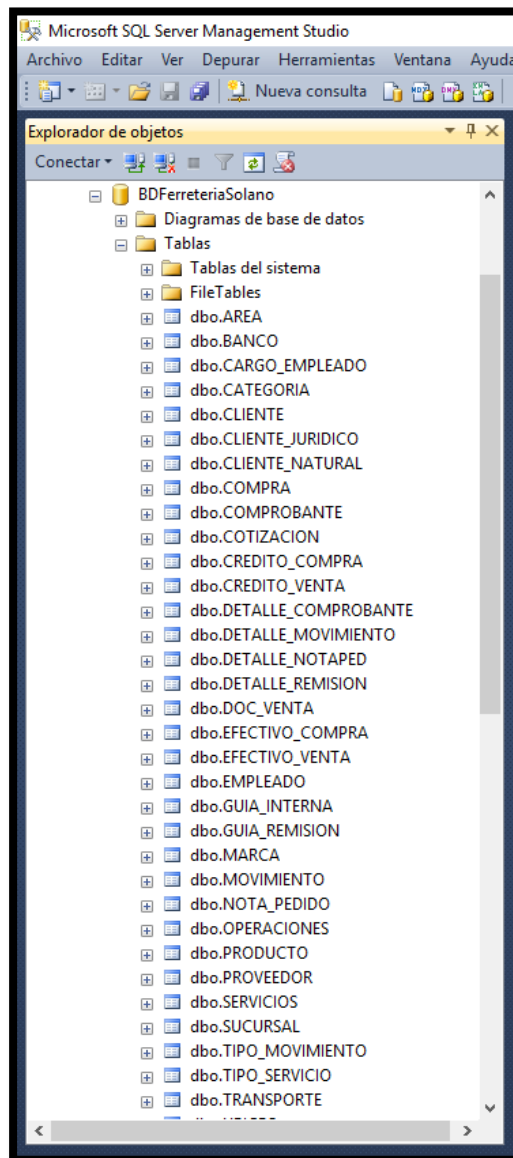 Microsoft SQL Server Management Studio
Archivo Editar Ver Depurar Herramientas Ventana Ayuda
Nueva consulta
Explorador de objetos
Conectar
BDFerreteriaSolano
Diagramas de base de datos
Tablas
Tablas del sistema
FileTables
dbo.AREA
dbo.BANCO
dbo.CARGO_EMPLEADO
dbo.CATEGORIA
dbo.CLIENTE
dbo.CLIENTE_JURIDICO
dbo.CLIENTE_NATURAL
dbo.COMPRA
dbo.COMPROBANTE
dbo.COTIZACION
dbo.CREDITO_COMPRA
dbo.CREDITO_VENTA
dbo.DETALLE_COMPROBANTE
dbo.DETALLE_MOVIMIENTO
dbo.DETALLE_NOTAPED
dbo.DETALLE_REMISION
dbo.DOC_VENTA
dbo.EFECTIVO_COMPRA
dbo.EFECTIVO_VENTA
dbo.EMPLEADO
dbo.GUIA_INTERNA
dbo.GUIA_REMISION
dbo.MARCA
dbo.MOVIMIENTO
dbo.NOTA_PEDIDO
dbo.OPERACIONES
dbo.PRODUCTO
dbo.PROVEEDOR
dbo.SERVICIOS
dbo.SUCURSAL
dbo.TIPO_MOVIMIENTO
dbo.TIPO_SERVICIO
dbo.TRANSPORTE